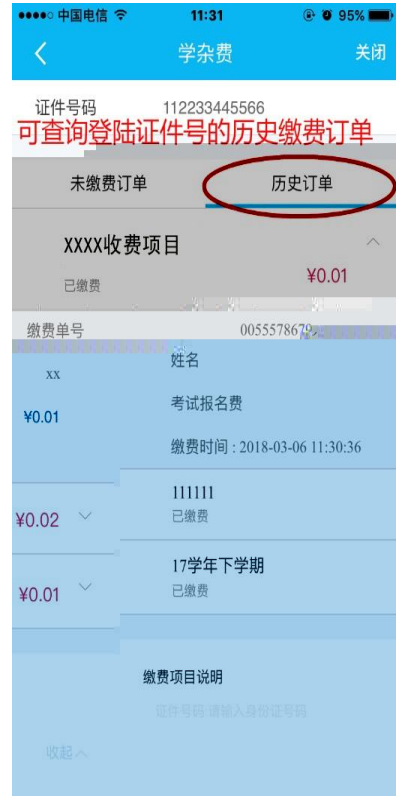 中国电信 11:31 95%
学杂费 关闭
证件号码 112233445566
可查询登陆证件号的历史缴费订单
未缴费订单 历史订单
XXXX收费项目
已缴费 ¥0.01
缴费单号 0055578679
姓名 xx
考试报名费 ¥0.01
缴费时间 : 2018-03-06 11:30:36
111111
已缴费 ¥0.02
17学年下学期
已缴费 ¥0.01
缴费项目说明
证件号码 请输入身份证号码
收起